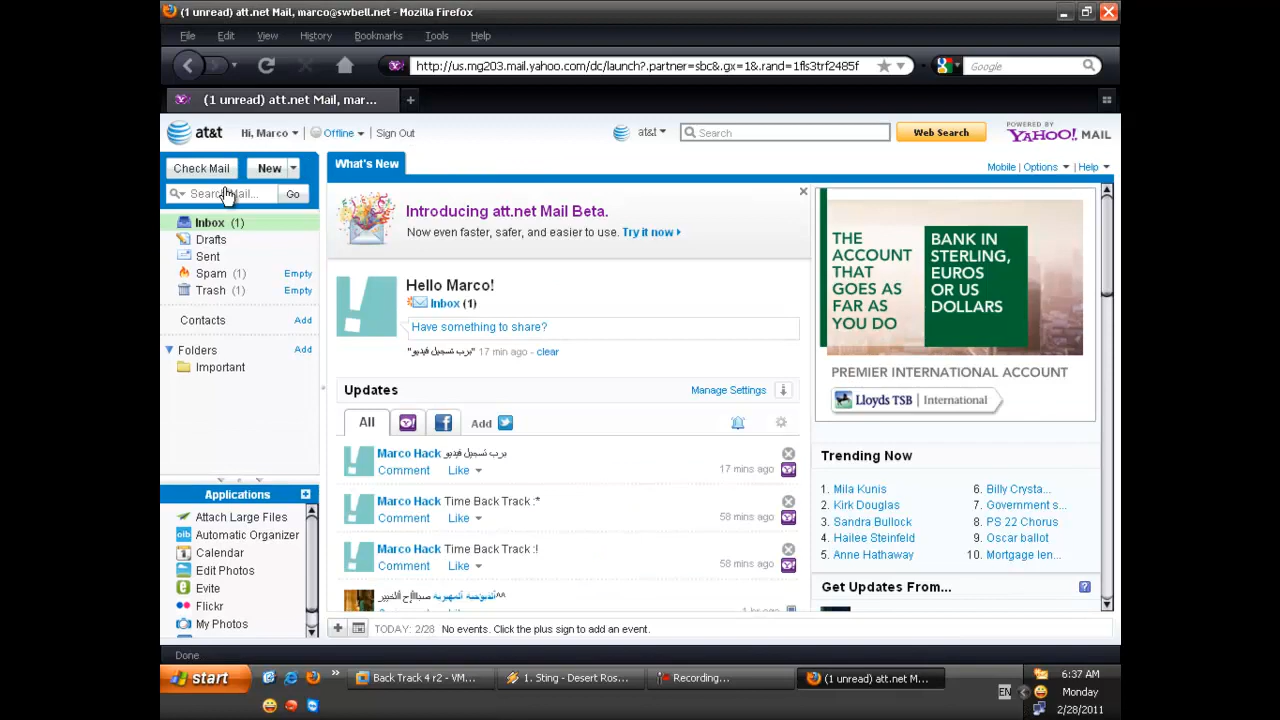 (1 unread) att.net Mail, marco@swbell.net - Mozilla Firefox
File Edit View History Bookmarks Tools Help
http://us.mg203.mail.yahoo.com/dc/launch?.partner=sbc&.gx=1&.rand=1fls3trf2485f
Google
(1 unread) att.net Mail, mar...
at&t Hi, Marco Offline Sign Out
at&t Search Web Search
POWERED BY
YAHOO! MAIL
Check Mail New
Search Mail... Go
Inbox (1)
Drafts
Sent
Spam (1) Empty
Trash (1) Empty
Contacts Add
Folders Add
Important
Applications
Attach Large Files
Automatic Organizer
Calendar
Edit Photos
Evite
Flickr
My Photos
What's New
Mobile | Options Help
Introducing att.net Mail Beta.
Now even faster, safer, and easier to use. Try it now
Hello Marco!
Inbox (1)
Have something to share?
"برب تسجيل فيديو" 17 min ago - clear
Updates Manage Settings
All Add
Marco Hack برب تسجيل فيديو
Comment Like 17 mins ago
Marco Hack Time Back Track :*
Comment Like 58 mins ago
Marco Hack Time Back Track :!
Comment Like 58 mins ago
THE
ACCOUNT
THAT
GOES AS
FAR AS
YOU DO
BANK IN
STERLING,
EUROS
OR US
DOLLARS
PREMIER INTERNATIONAL ACCOUNT
Lloyds TSB | International
Trending Now
1. Mila Kunis
2. Kirk Douglas
3. Sandra Bullock
4. Hailee Steinfeld
5. Anne Hathaway
6. Billy Crysta...
7. Government s...
8. PS 22 Chorus
9. Oscar ballot
10. Mortgage len...
Get Updates From...
TODAY: 2/28 No events. Click the plus sign to add an event.
Done
start
Back Track 4 r2 - VM...
1. Sting - Desert Ros...
Recording...
(1 unread) att.net M...
EN
6:37 AM
Monday
2/28/2011